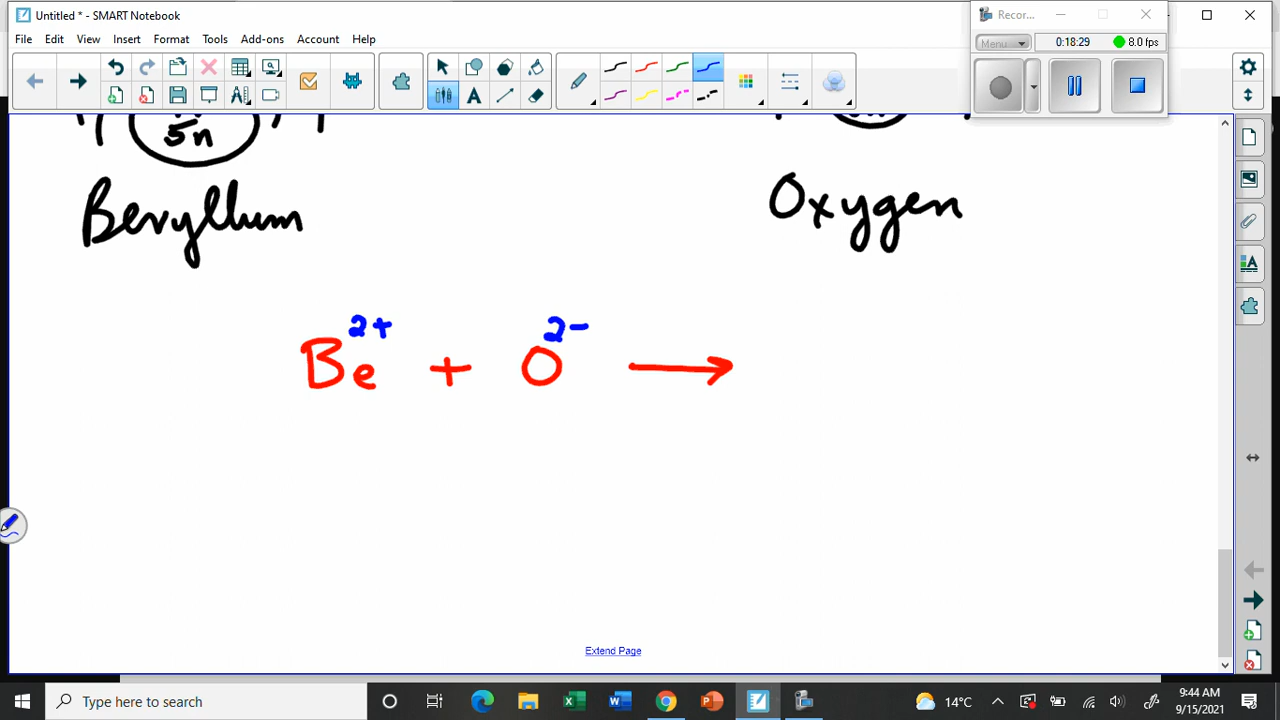 Untitled * - SMART Notebook
Recor...
File Edit View Insert Format Tools Add-ons Account Help
Menu 0:18:29 8.0 fps
5n
Beryllum
Oxygen
Be²⁺ + O²⁻ →
Extend Page
Type here to search
14°C
9:44 AM
9/15/2021